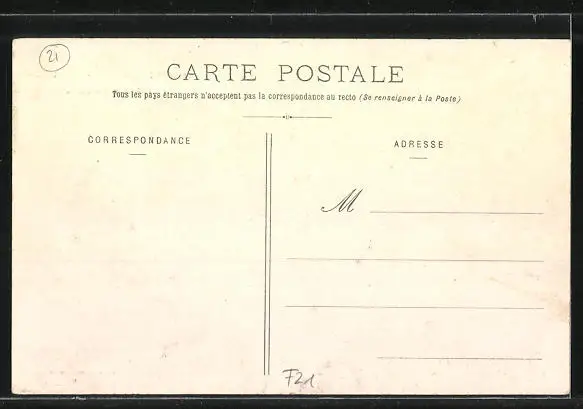 21
CARTE POSTALE
Tous les pays étrangers n'acceptent pas la correspondance au recto (Se renseigner à la Poste)
CORRESPONDANCE
ADRESSE
M
F21